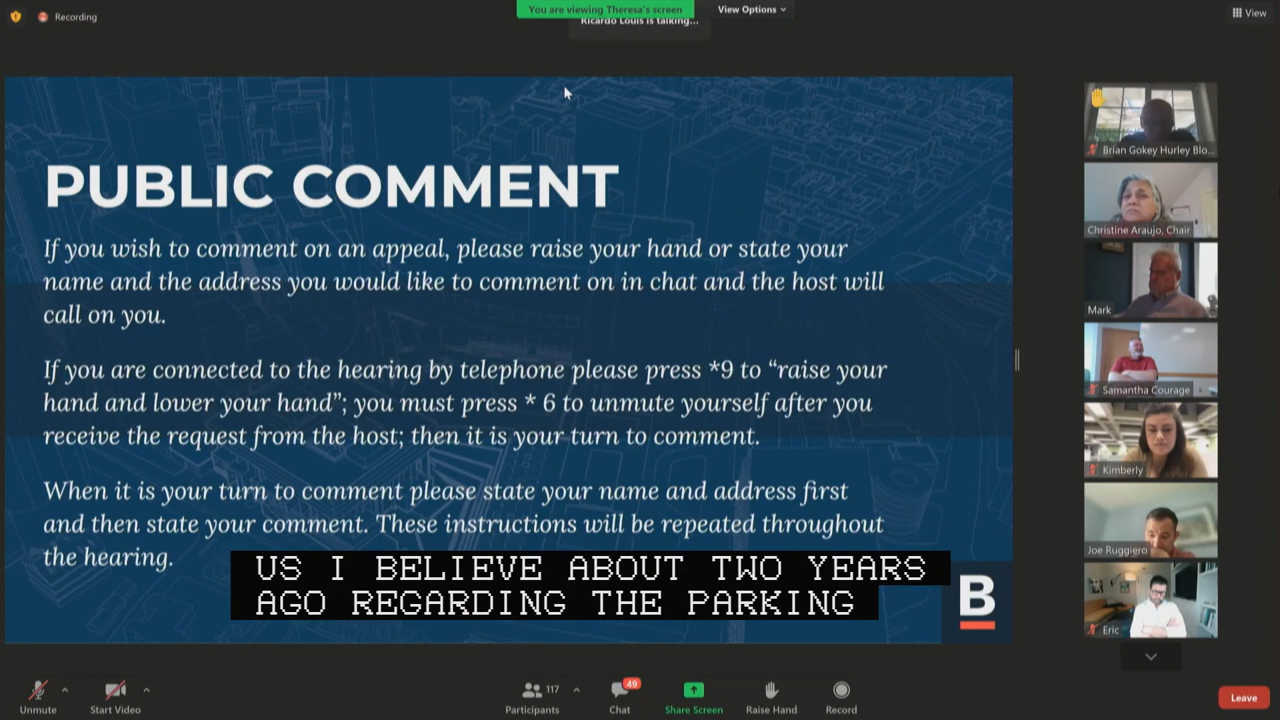 You are viewing Theresa's screen
View Options
Recording
Ricardo Louis is talking...
View
PUBLIC COMMENT
If you wish to comment on an appeal, please raise your hand or state your
name and the address you would like to comment on in chat and the host will
call on you.
If you are connected to the hearing by telephone please press *9 to “raise your
hand and lower your hand”; you must press * 6 to unmute yourself after you
receive the request from the host; then it is your turn to comment.
When it is your turn to comment please state your name and address first
and then state your comment. These instructions will be repeated throughout
the hearing.
US I BELIEVE ABOUT TWO YEARS
AGO REGARDING THE PARKING
B
Brian Gokey Hurley Blo...
Christine Araujo, Chair
Mark
Samantha Courage
Kimberly
Joe Ruggiero
Eric
Unmute
Start Video
117
Participants
49
Chat
Share Screen
Raise Hand
Record
Leave